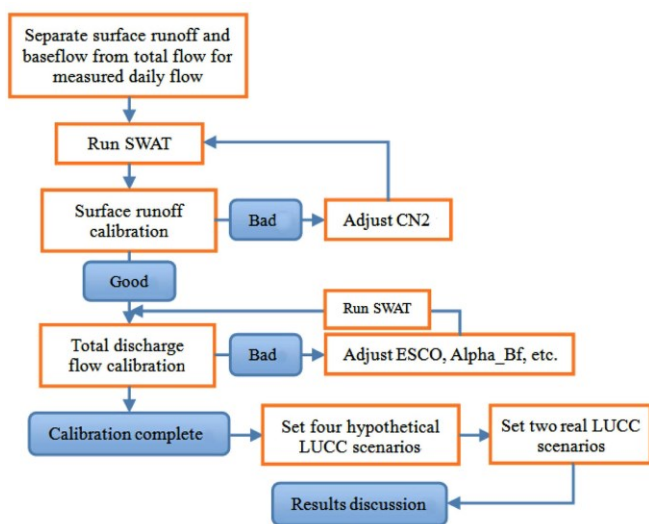 Separate surface runoff and
baseflow from total flow for
measured daily flow
Run SWAT
Surface runoff
calibration
Bad
Adjust CN2
Good
Run SWAT
Total discharge
flow calibration
Bad
Adjust ESCO, Alpha_Bf, etc.
Calibration complete
Set four hypothetical
LUCC scenarios
Set two real LUCC
scenarios
Results discussion